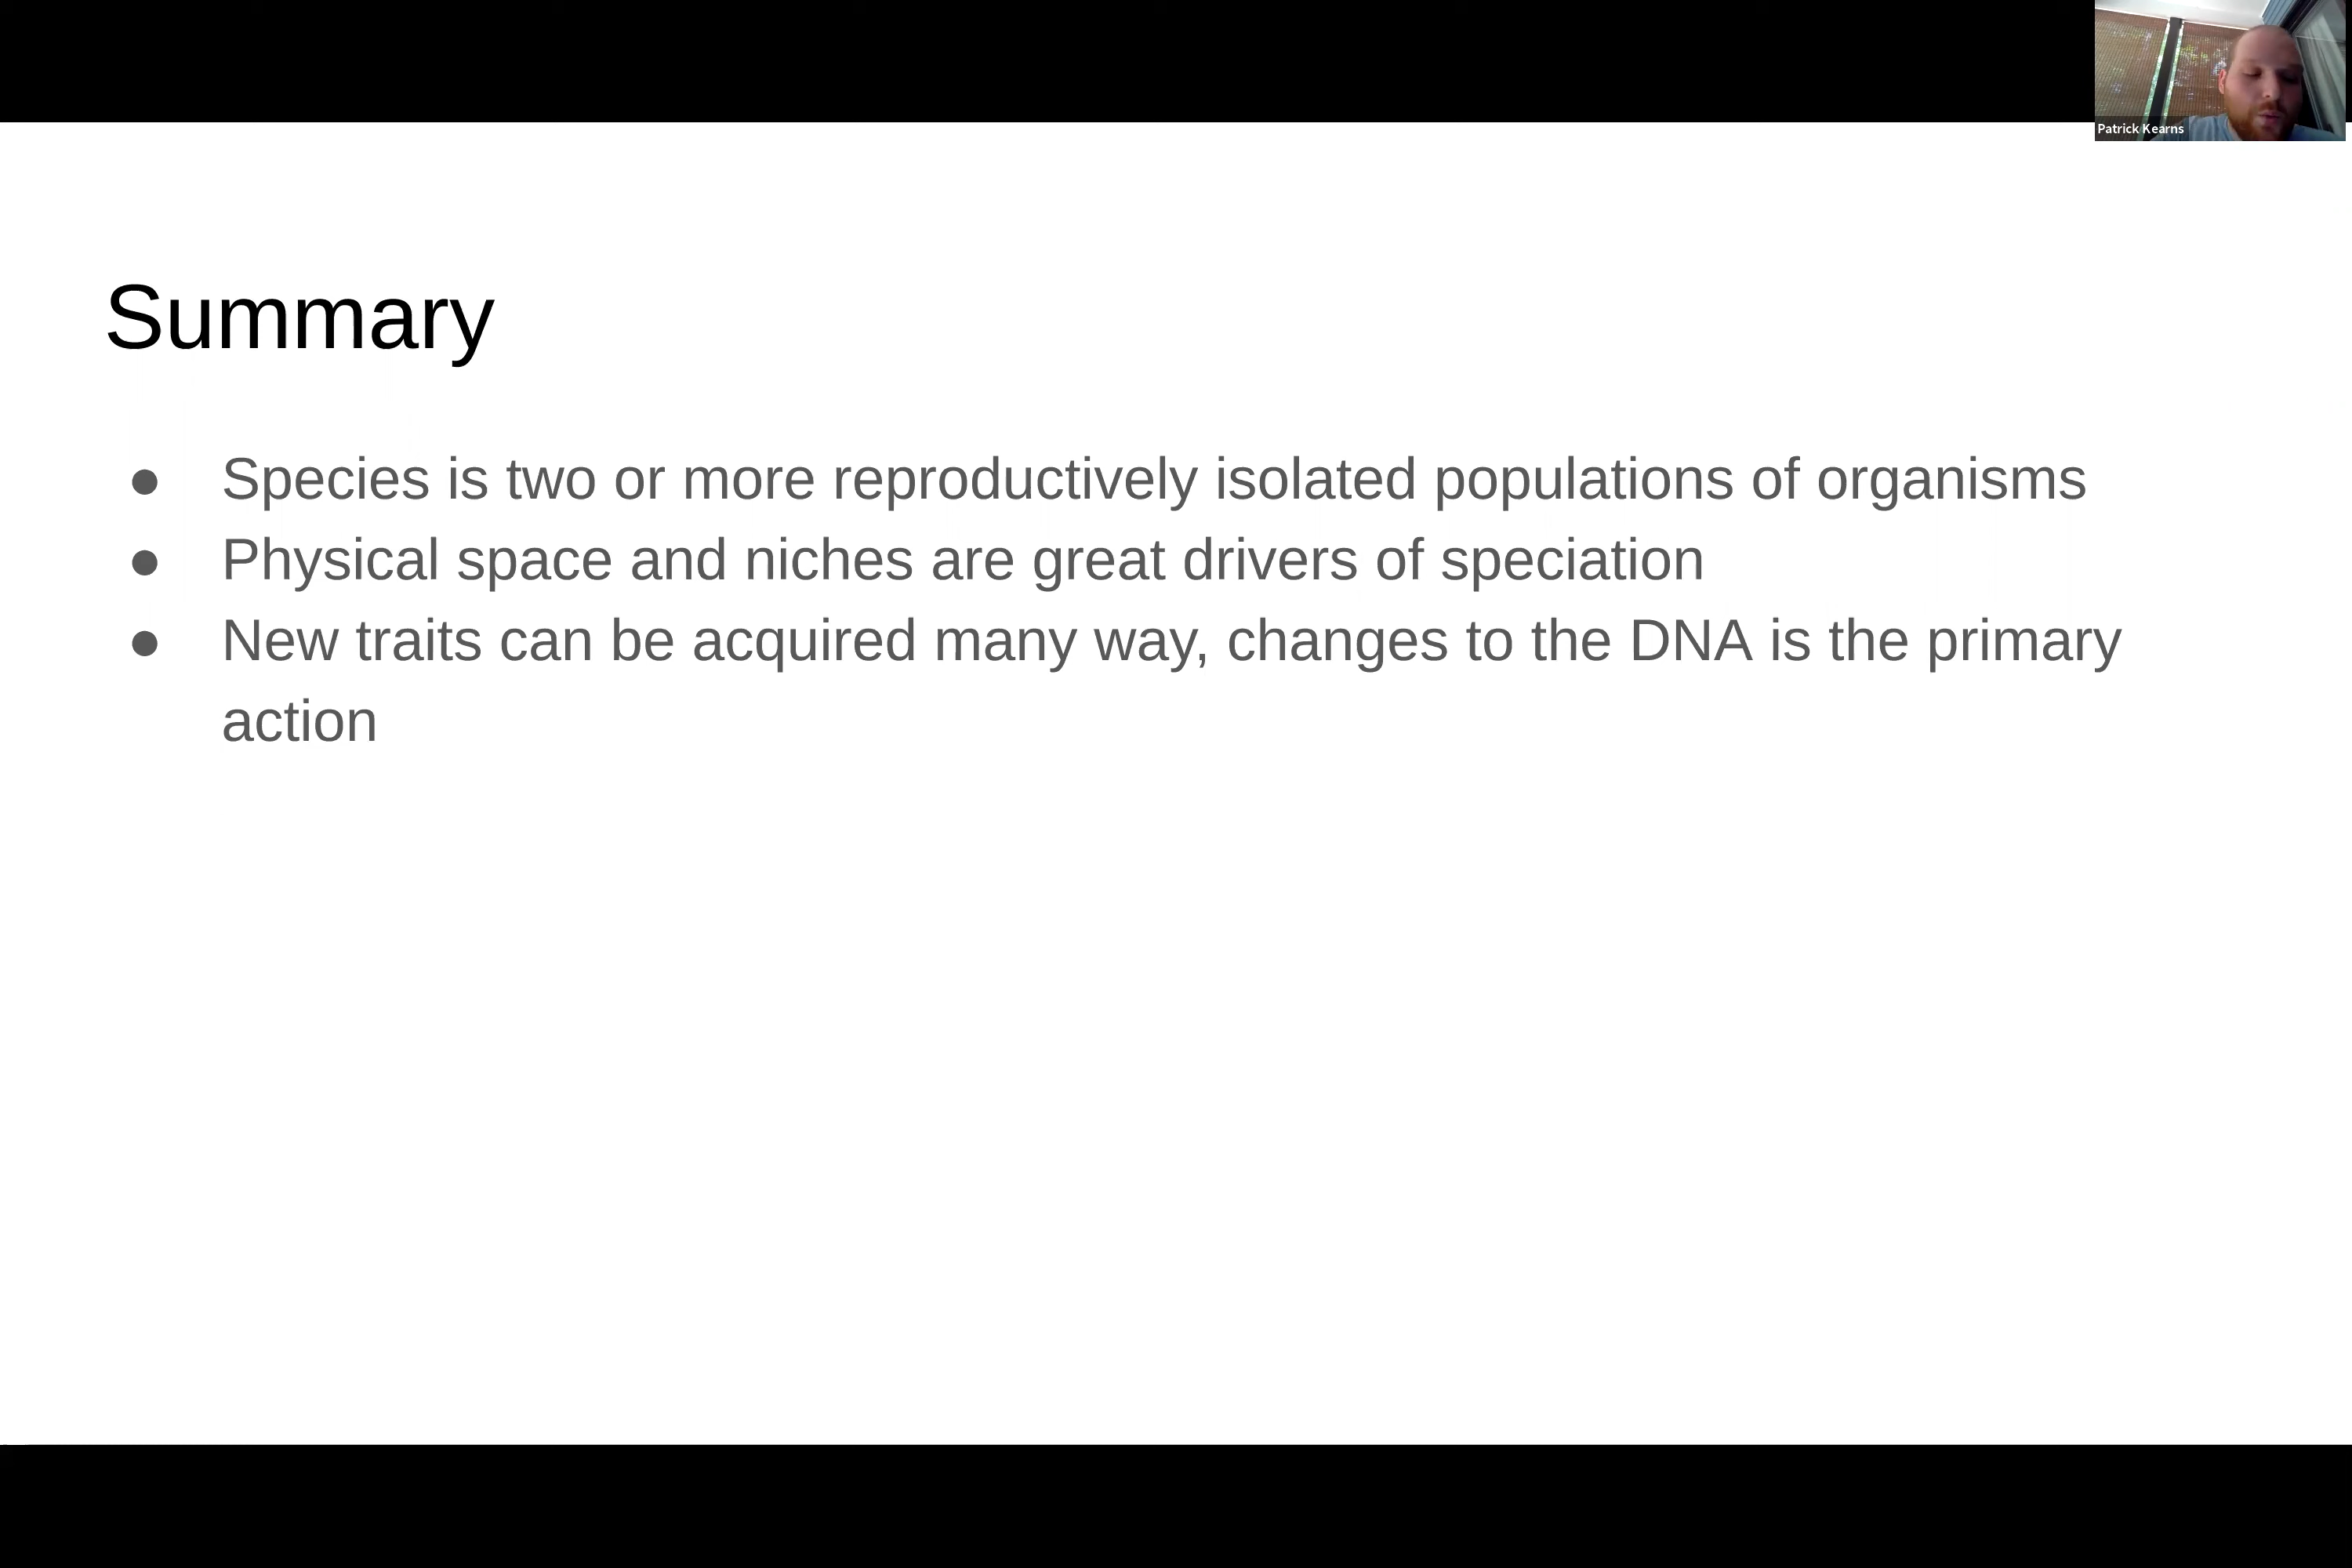 Patrick Kearns
Summary
● Species is two or more reproductively isolated populations of organisms
● Physical space and niches are great drivers of speciation
● New traits can be acquired many way, changes to the DNA is the primary
action